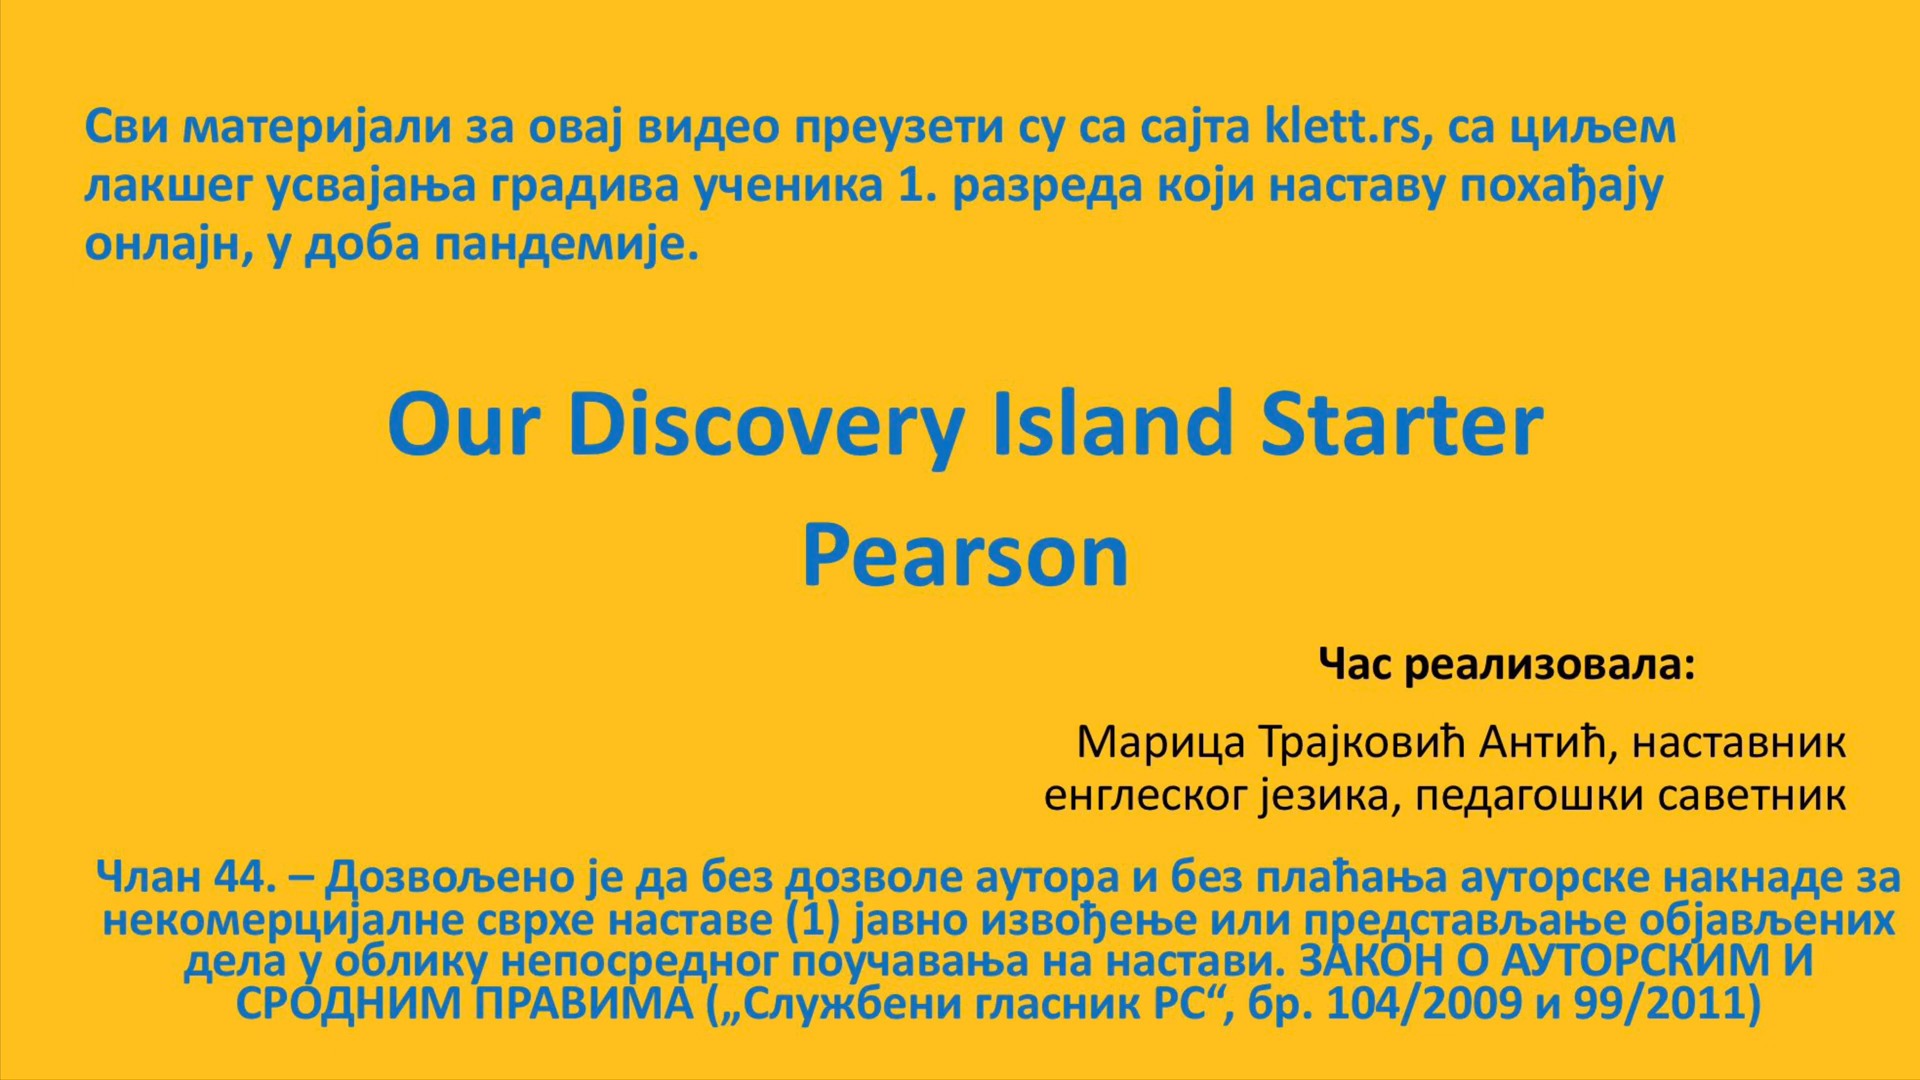 Сви материјали за овај видео преузети су са сајта klett.rs, са циљем
лакшег усвајања градива ученика 1. разреда који наставу похађају
онлајн, у доба пандемије.
Our Discovery Island Starter
Pearson
Час реализовала:
Марица Трајковић Антић, наставник
енглеског језика, педагошки саветник
Члан 44. – Дозвољено је да без дозволе аутора и без плаћања ауторске накнаде за
некомерцијалне сврхе наставе (1) јавно извођење или представљање објављених
дела у облику непосредног поучавања на настави. ЗАКОН О АУТОРСКИМ И
СРОДНИМ ПРАВИМА („Службени гласник РС“, бр. 104/2009 и 99/2011)